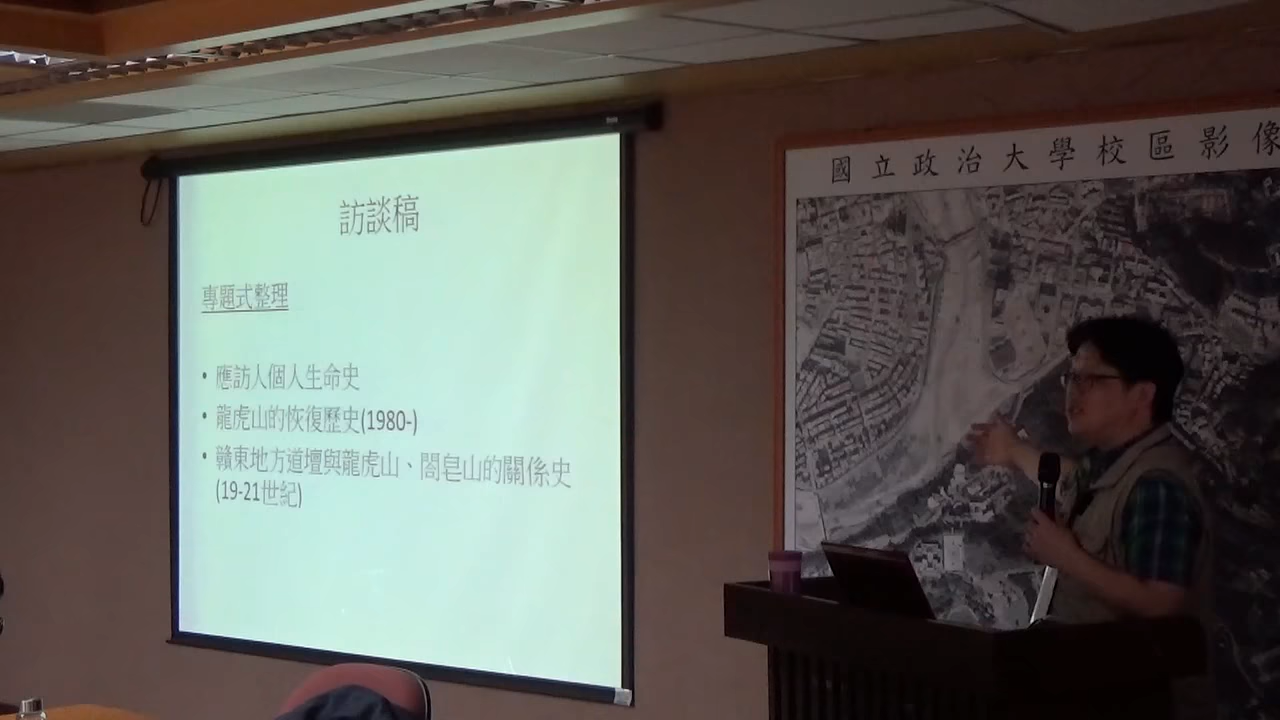 訪談稿
專題式整理
• 應訪人個人生命史
• 龍虎山的恢復歷史(1980-)
• 贛東地方道壇與龍虎山、閤皂山的關係史
(19-21世紀)
國立政治大學校區影像